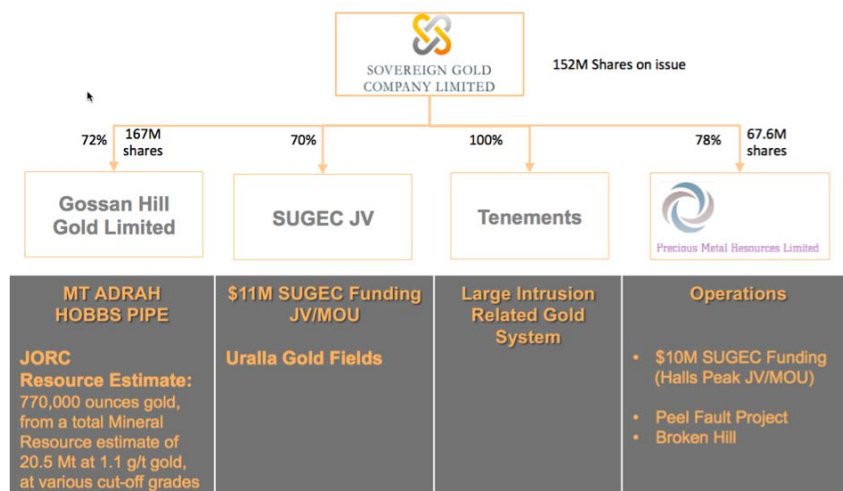 SOVEREIGN GOLD
COMPANY LIMITED
152M Shares on issue
72%
167M
shares
70%
100%
78%
67.6M
shares
Gossan Hill
Gold Limited
SUGEC JV
Tenements
Precious Metal Resources Limited
MT ADRAH
HOBBS PIPE
JORC
Resource Estimate:
770,000 ounces gold,
from a total Mineral
Resource estimate of
20.5 Mt at 1.1 g/t gold,
at various cut-off grades
$11M SUGEC Funding
JV/MOU
Uralla Gold Fields
Large Intrusion
Related Gold
System
Operations
• $10M SUGEC Funding
(Halls Peak JV/MOU)
• Peel Fault Project
• Broken Hill